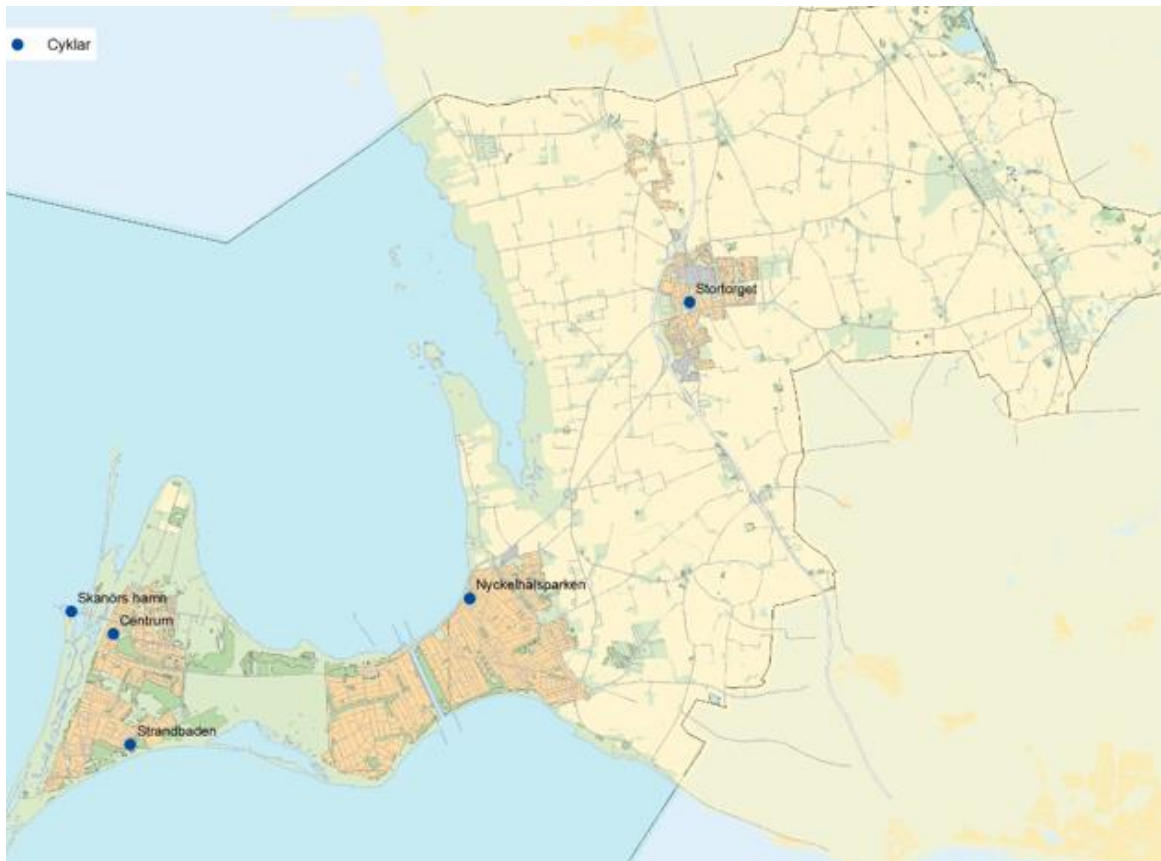 Cyklar
Stortorget
Nyckelhålsparken
Skanörs hamn
Centrum
Strandbaden